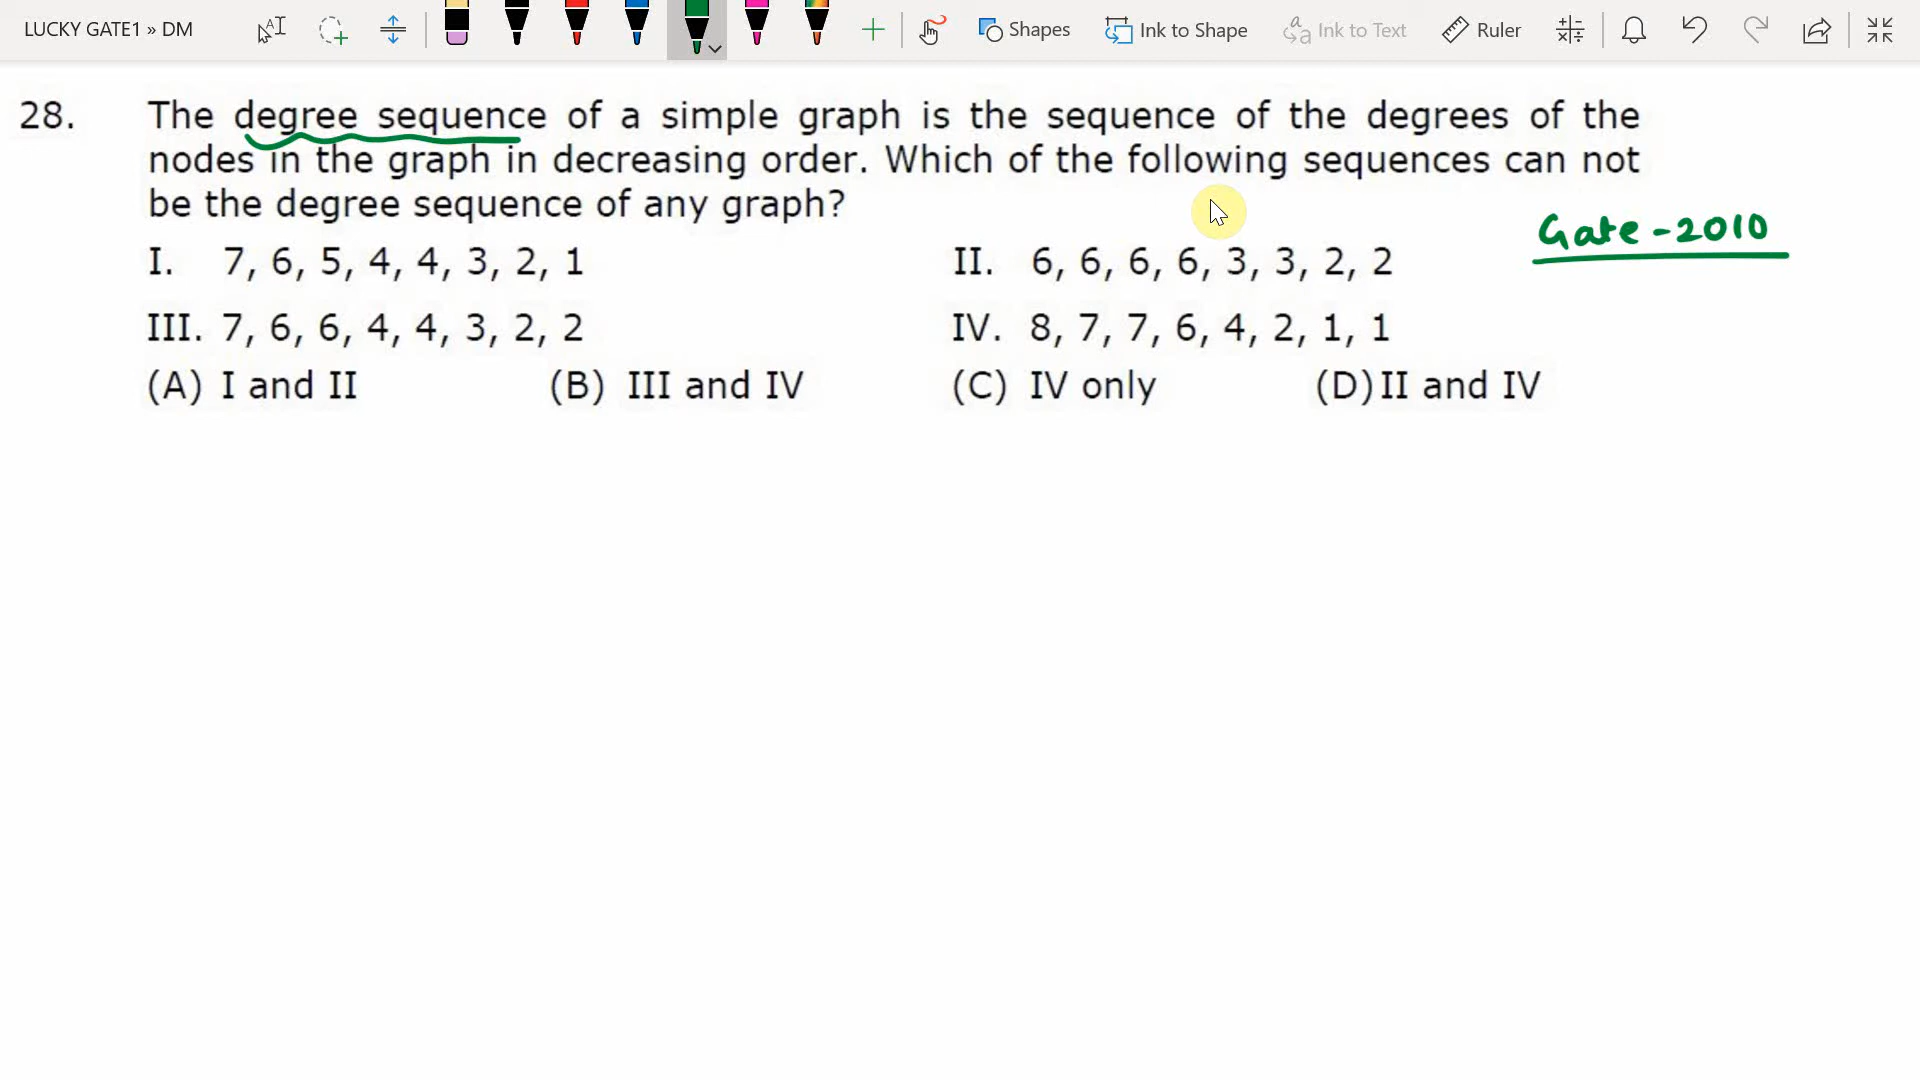 LUCKY GATE1 » DM
Shapes
Ink to Shape
Ink to Text
Ruler
28. The degree sequence of a simple graph is the sequence of the degrees of the
nodes in the graph in decreasing order. Which of the following sequences can not
be the degree sequence of any graph?
Gate-2010
I. 7, 6, 5, 4, 4, 3, 2, 1 II. 6, 6, 6, 6, 3, 3, 2, 2
III. 7, 6, 6, 4, 4, 3, 2, 2 IV. 8, 7, 7, 6, 4, 2, 1, 1
(A) I and II (B) III and IV (C) IV only (D) II and IV